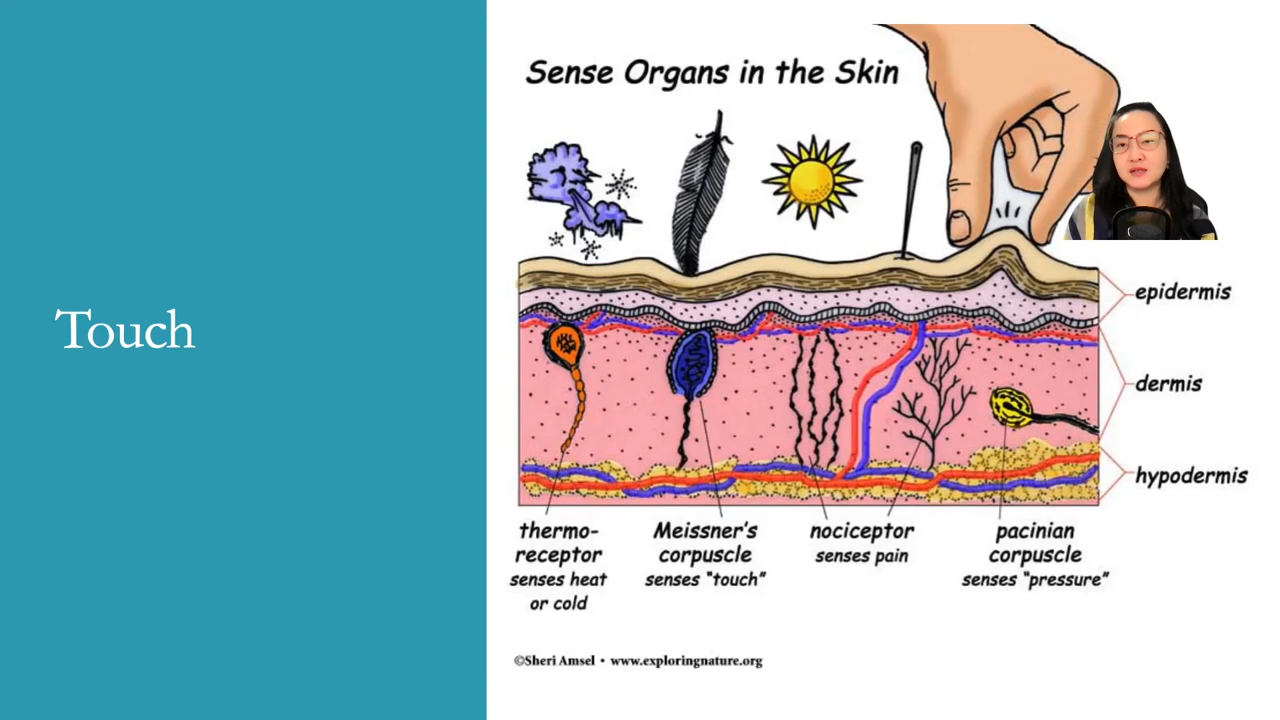 Touch
Sense Organs in the Skin
epidermis
dermis
hypodermis
thermo-
receptor
senses heat
or cold
Meissner's
corpuscle
senses "touch"
nociceptor
senses pain
pacinian
corpuscle
senses "pressure"
©Sheri Amsel • www.exploringnature.org